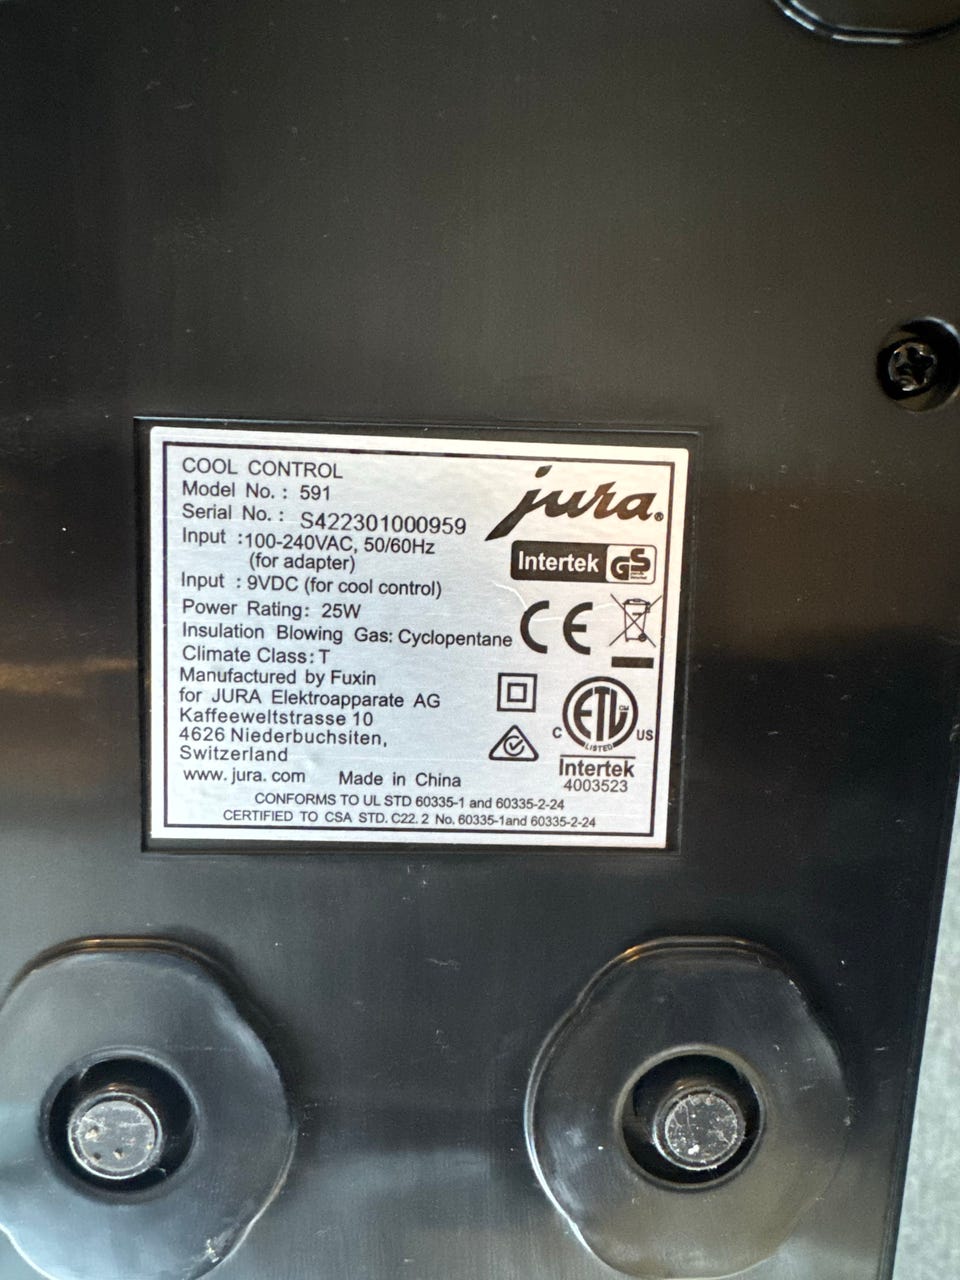 COOL CONTROL
Model No.: 591
Serial No.: S422301000959
Input :100-240VAC, 50/60Hz
(for adapter)
Input : 9VDC (for cool control)
Power Rating: 25W
Insulation Blowing Gas: Cyclopentane
Climate Class: T
Manufactured by Fuxin
for JURA Elektroapparate AG
Kaffeeweltstrasse 10
4626 Niederbuchsiten,
Switzerland
www.jura.com Made in China
CONFORMS TO UL STD 60335-1 and 60335-2-24
CERTIFIED TO CSA STD. C22. 2 No. 60335-1and 60335-2-24
jura®
Intertek GS
CE
ETL CM
C US
LISTED
Intertek
4003523